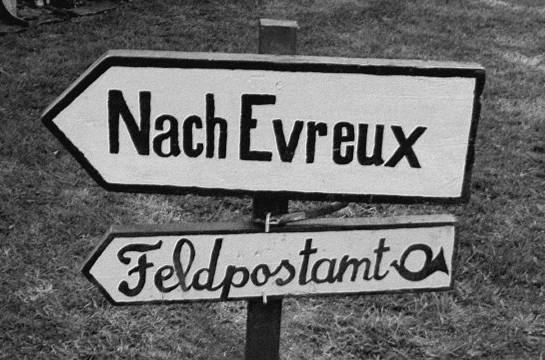 Nach Evreux
Feldpostamt